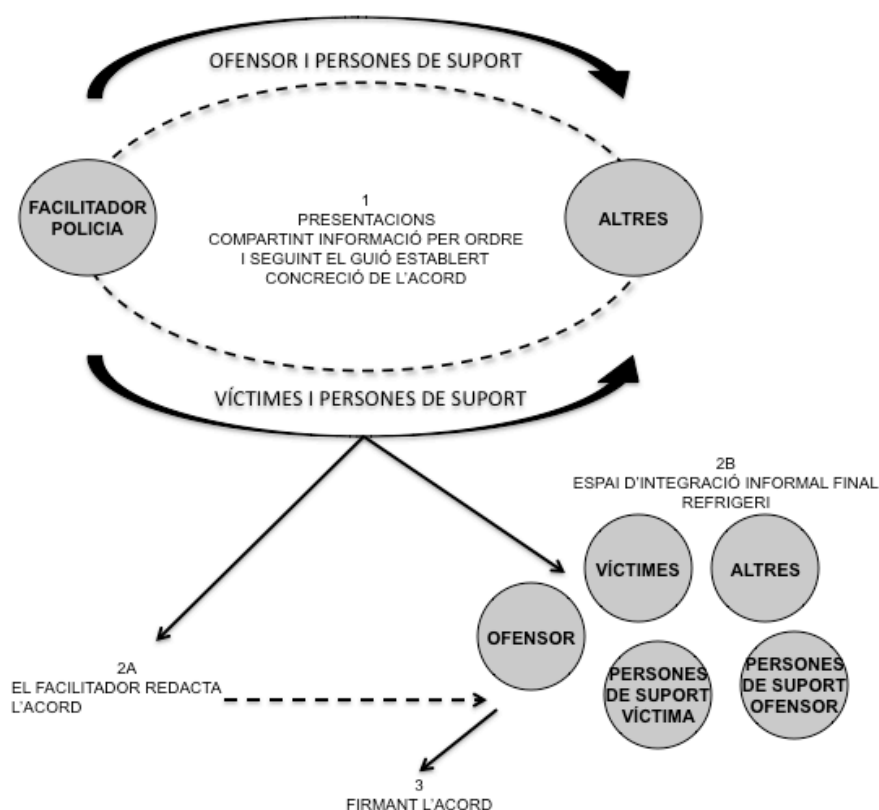 OFENSOR I PERSONES DE SUPORT
FACILITADOR
POLICIA
1
PRESENTACIONS
COMPARTINT INFORMACIÓ PER ORDRE
I SEGUINT EL GUIÓ ESTABLERT
CONCRECIÓ DE L'ACORD
ALTRES
VÍCTIMES I PERSONES DE SUPORT
2B
ESPAI D'INTEGRACIÓ INFORMAL FINAL
REFRIGERI
VÍCTIMES
ALTRES
OFENSOR
PERSONES
DE SUPORT
VÍCTIMA
PERSONES
DE SUPORT
OFENSOR
2A
EL FACILITADOR REDACTA
L'ACORD
3
FIRMANT L'ACORD